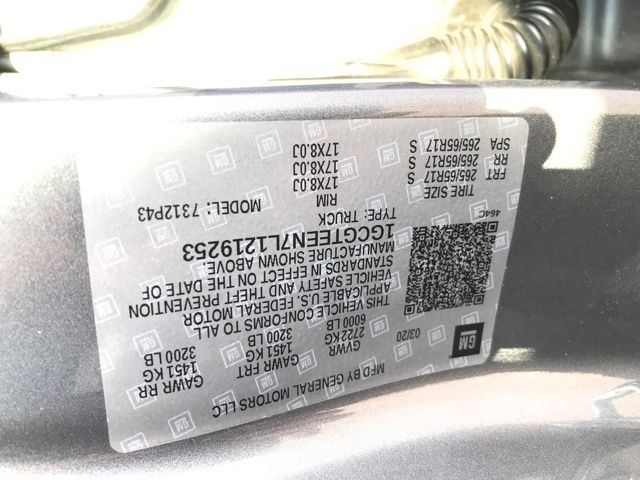 GM
MFD BY GENERAL MOTORS LLC
03/20 GVWR GAWR FRT GAWR RR
2722 KG 1451 KG 1451 KG
6000 LB 3200 LB 3200 LB
THIS VEHICLE CONFORMS TO ALL
APPLICABLE U.S. FEDERAL MOTOR
VEHICLE SAFETY AND THEFT PREVENTION
STANDARDS IN EFFECT ON THE DATE OF
MANUFACTURE SHOWN ABOVE.
1GCGTEEN7L1219253
TYPE: TRUCK MODEL: 7312P43
464C
TIRE SIZE RIM
FRT 265/65R17 S 17X8.0J
RR 265/65R17 S 17X8.0J
SPA 265/65R17 S 17X8.0J